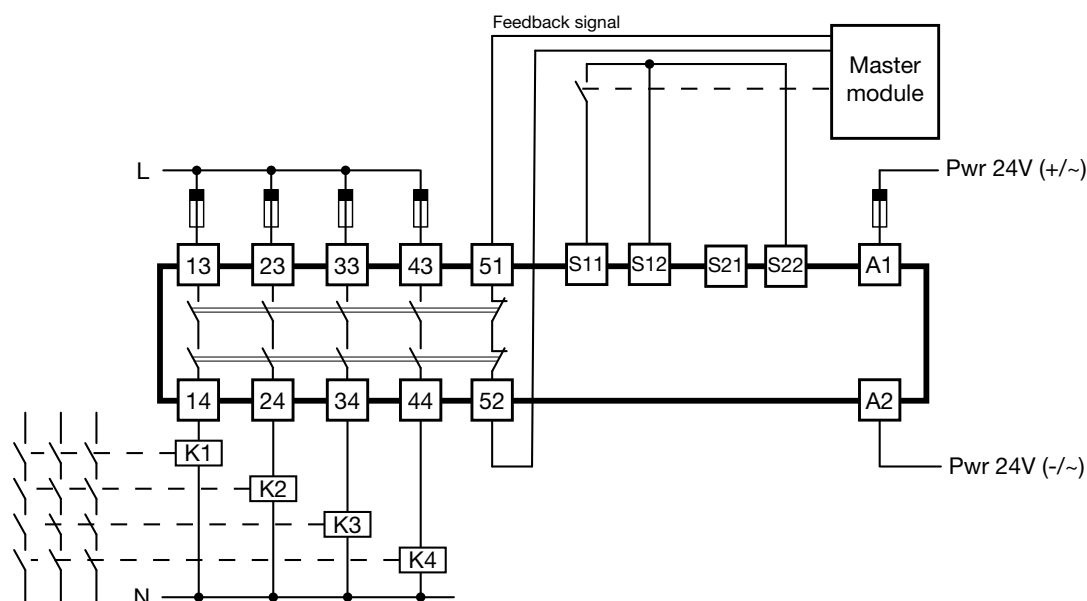 Feedback signal
Master
module
L
Pwr 24V (+/~)
13 23 33 43 51 S11 S12 S21 S22 A1
14 24 34 44 52 A2
K1
Pwr 24V (-/~)
K2
K3
K4
N